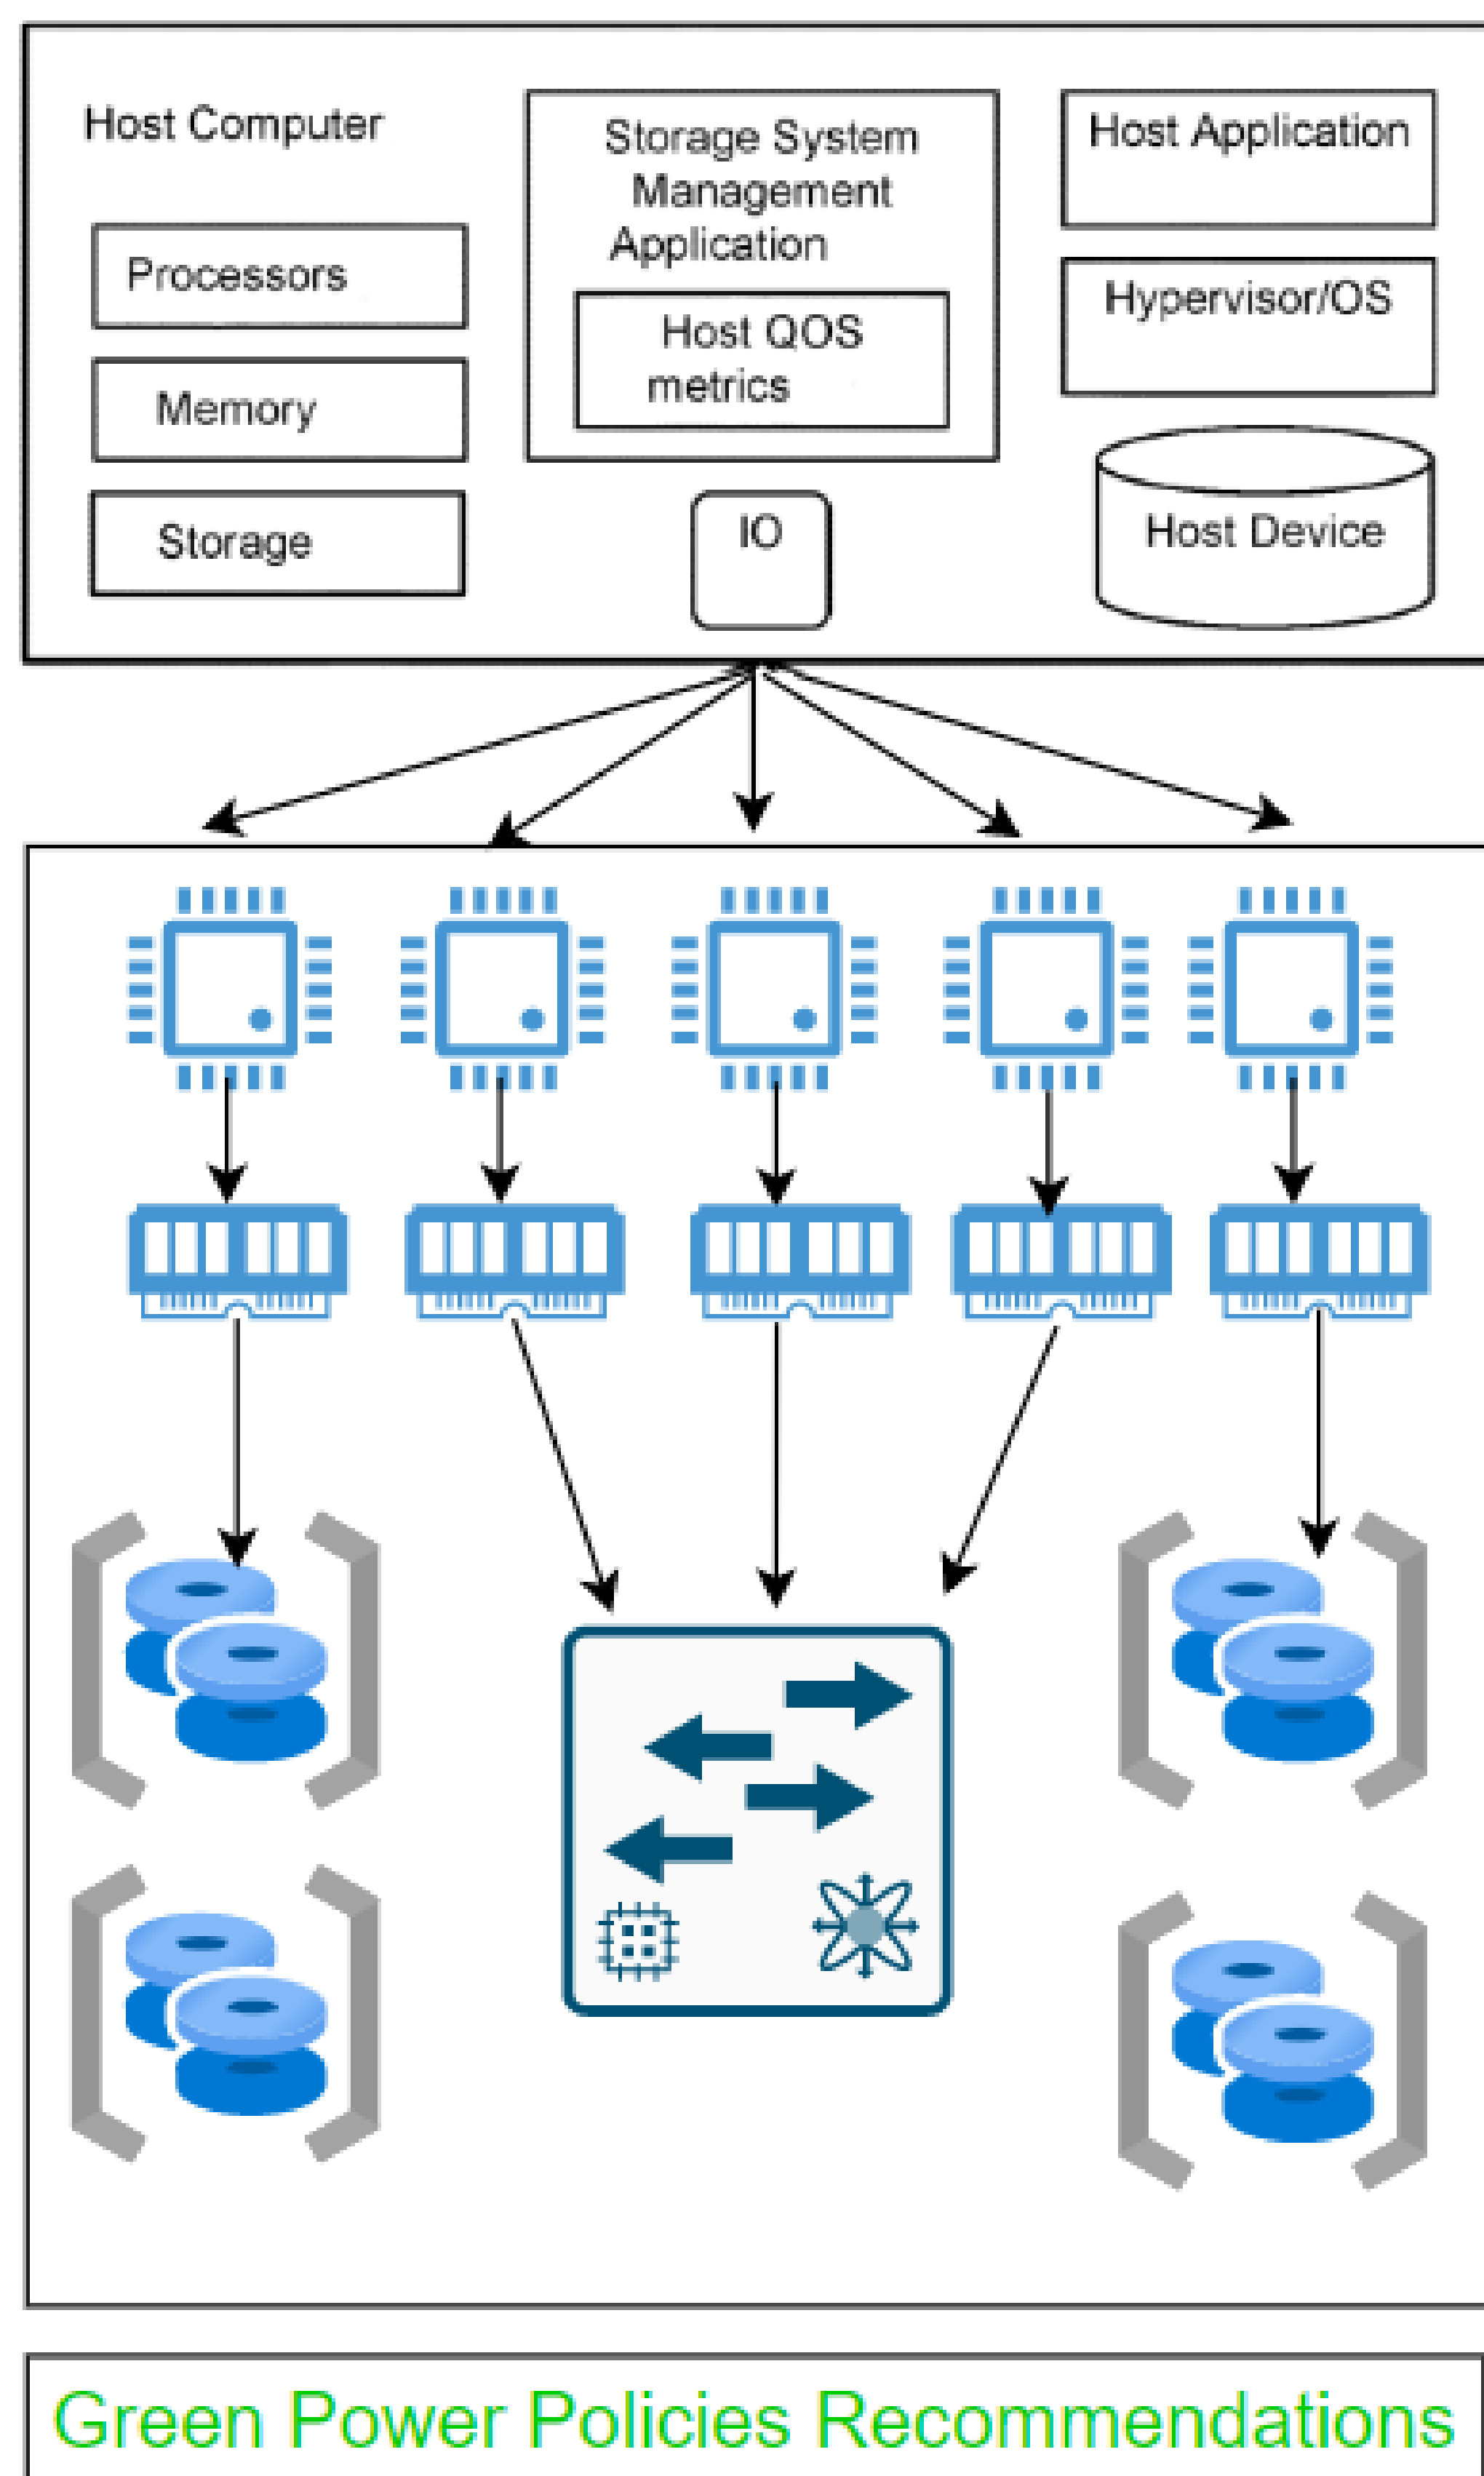 Host Computer
Processors
Memory
Storage
Storage System
Management
Application
Host QOS
metrics
IO
Host Application
Hypervisor/OS
Host Device
Green Power Policies Recommendations